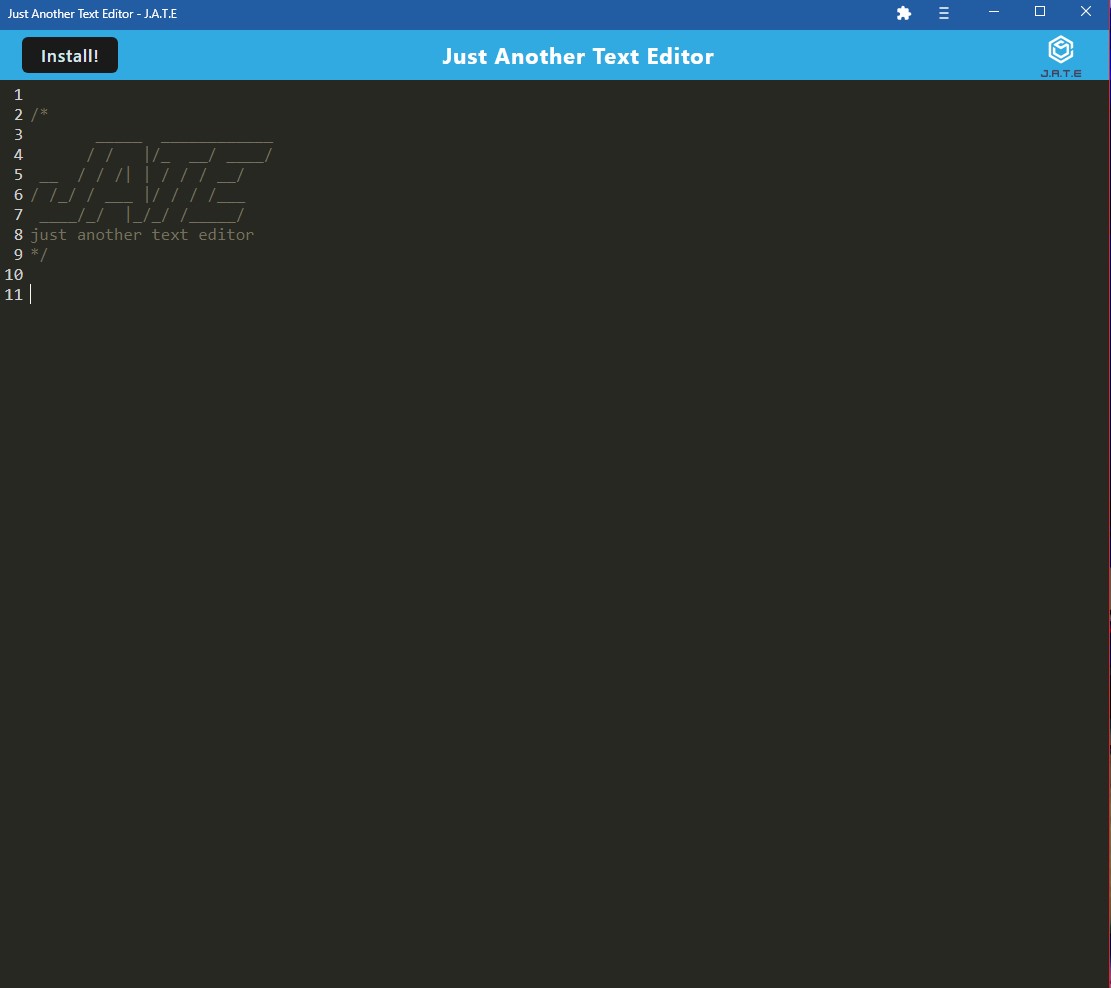 Just Another Text Editor - J.A.T.E
Install!
Just Another Text Editor
J.A.T.E
1
2 /*
3        _____  ____________
4       / /   |/_  __/ ____/
5  __  / / /| | / / / __/
6 / /_/ / ___ |/ / / /___
7  ____/_/  |_/_/ /_____/
8 just another text editor
9 */
10
11